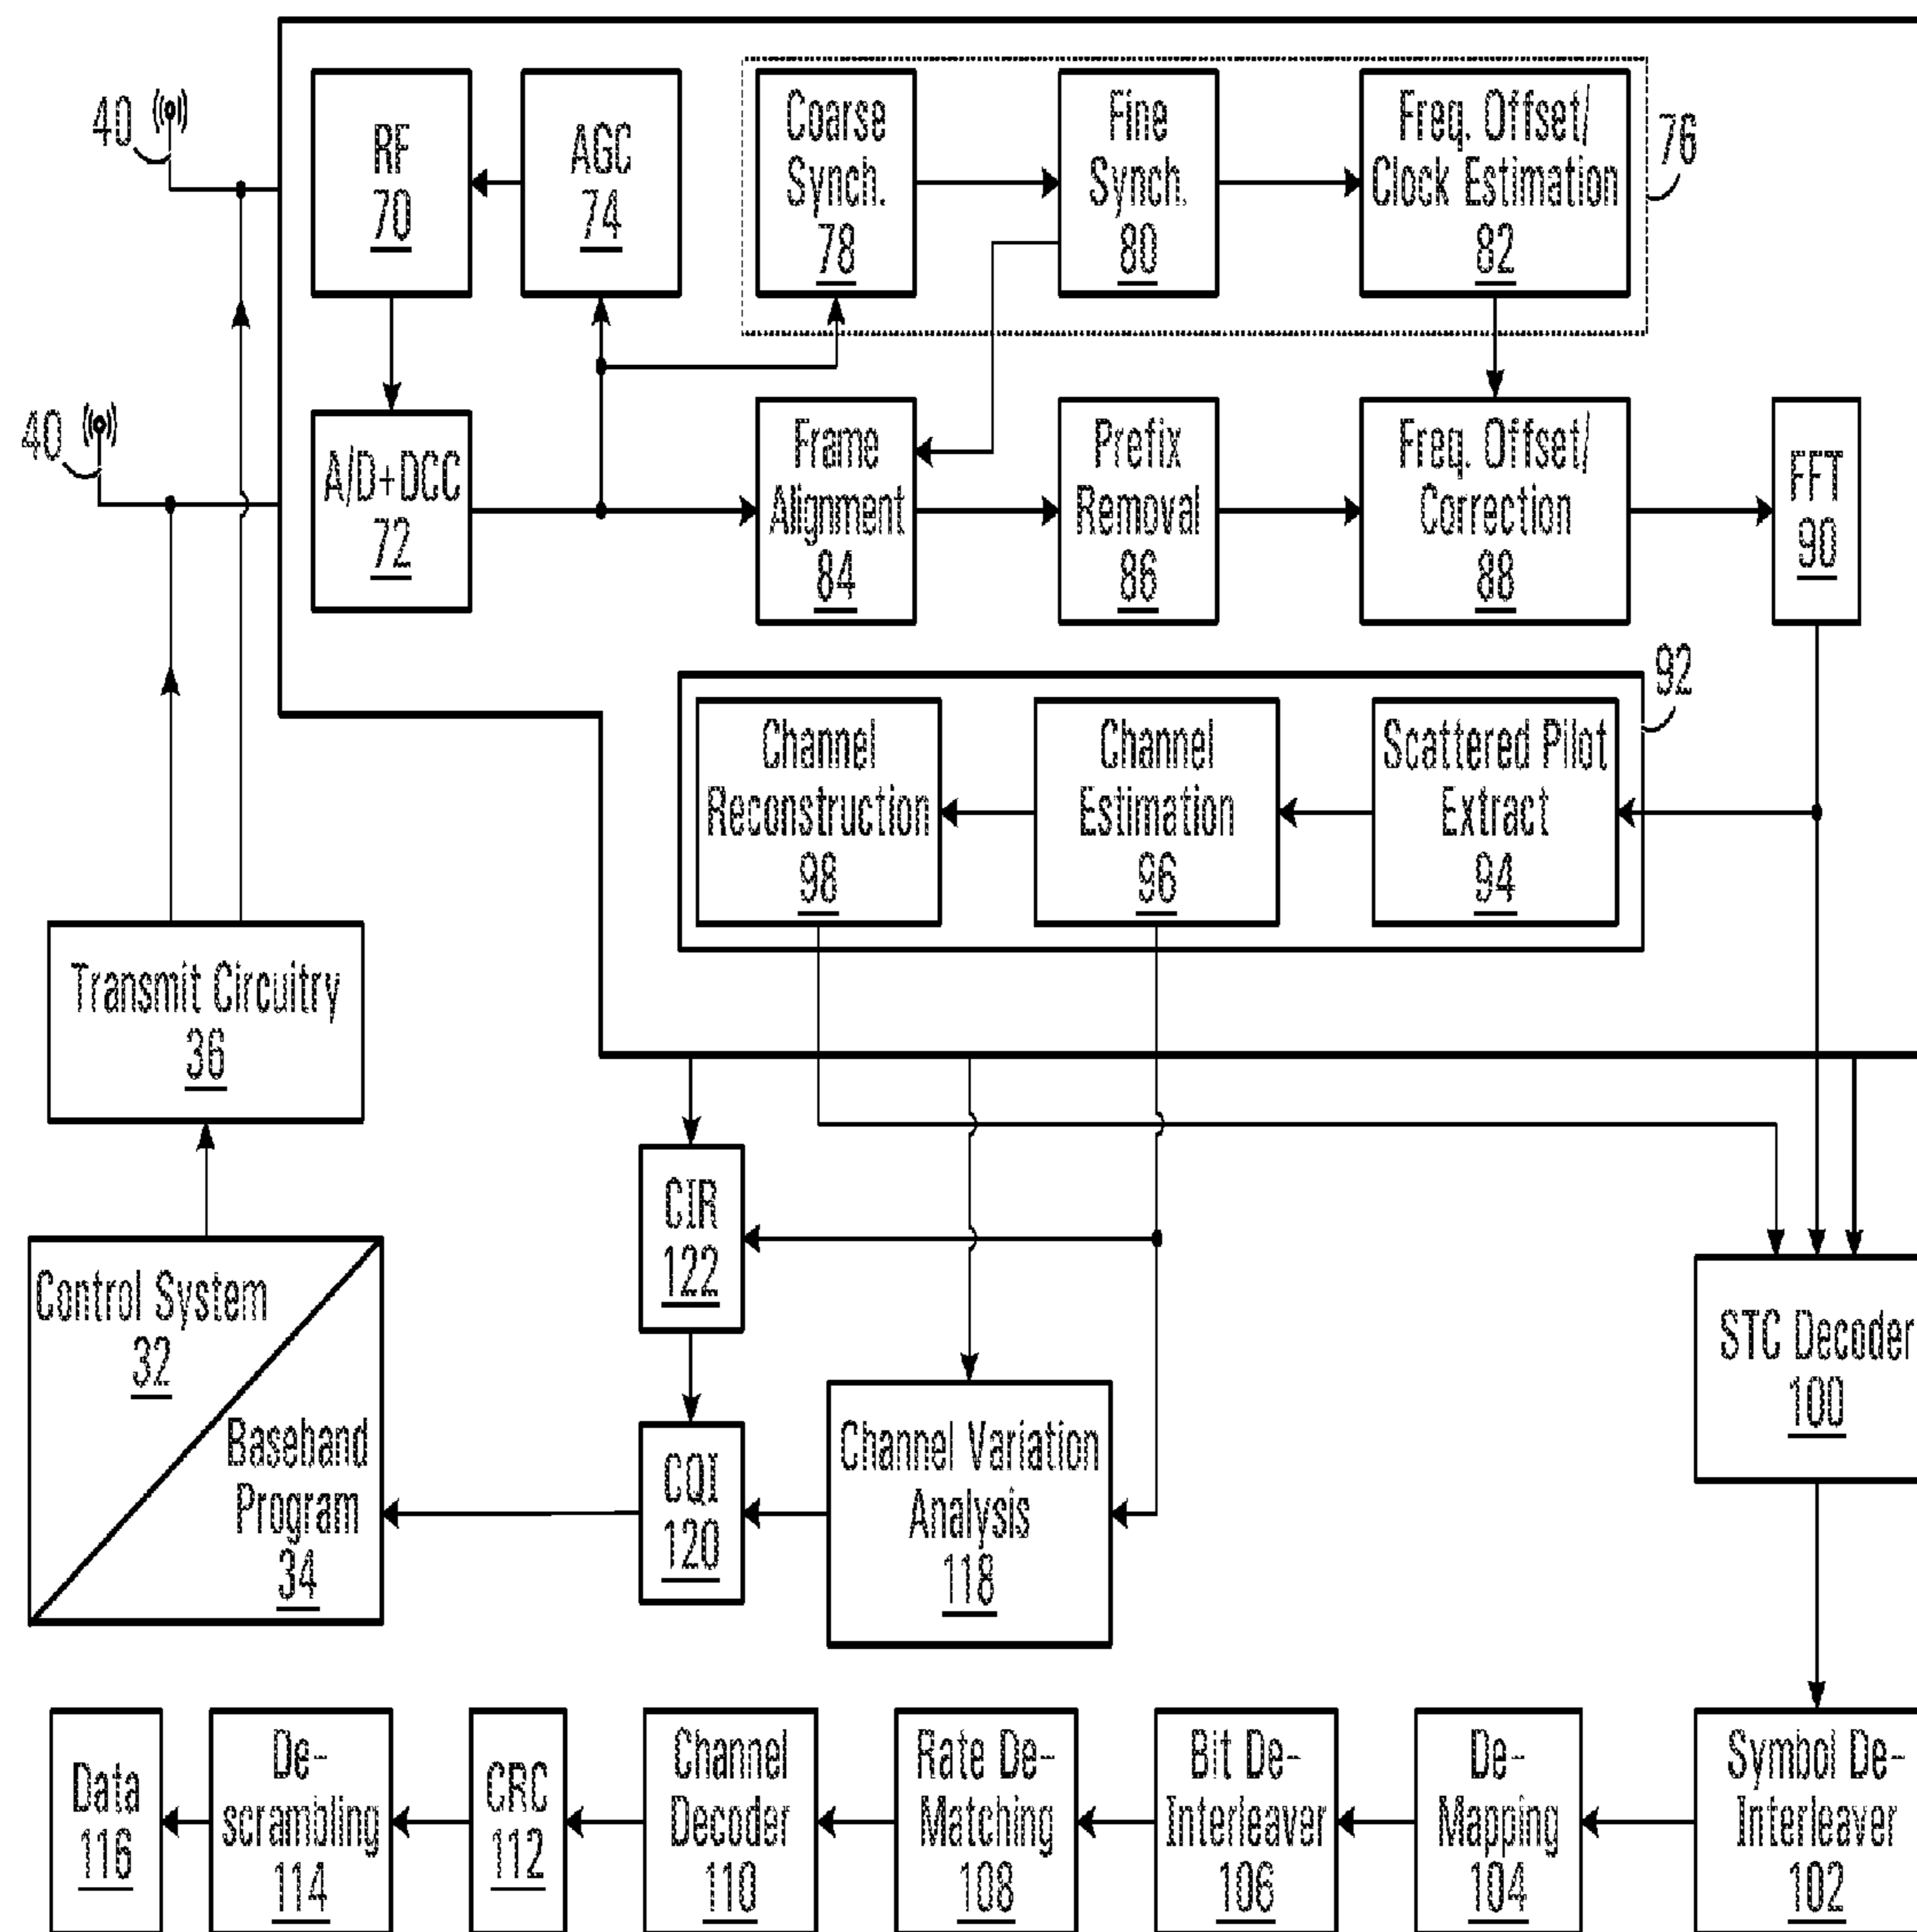 40
RF
70
AGC
74
Coarse
Synch.
78
Fine
Synch.
80
Freq. Offset/
Clock Estimation
82
76
40
A/D+DCC
72
Frame
Alignment
84
Prefix
Removal
86
Freq. Offset/
Correction
88
FFT
90
92
Channel
Reconstruction
98
Channel
Estimation
96
Scattered Pilot
Extract
94
Transmit Circuitry
36
CIR
122
Control System
32
Baseband
Program
34
CQI
120
Channel Variation
Analysis
118
STC Decoder
100
Data
116
De-
scrambling
114
CRC
112
Channel
Decoder
110
Rate De-
Matching
108
Bit De-
Interleaver
106
De-
Mapping
104
Symbol De-
Interleaver
102